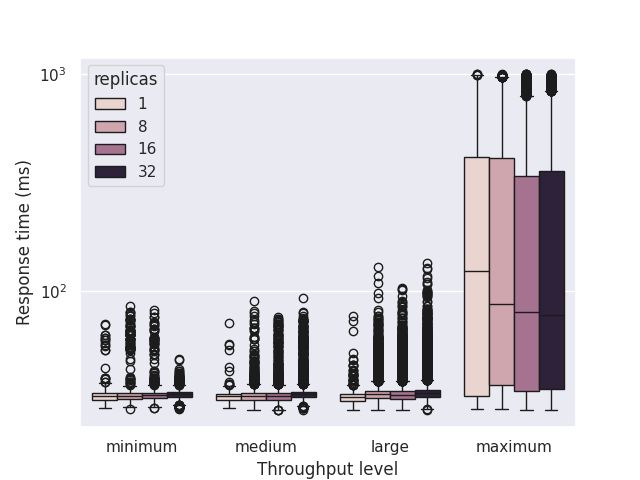 replicas
1
8
16
32
Response time (ms)
10³
10²
minimum
medium
large
maximum
Throughput level